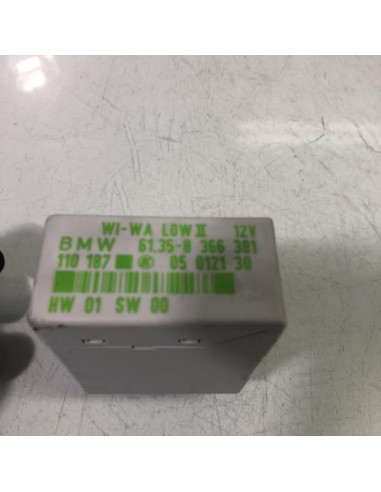 WI-WA LOW II 12V
BMW 61.35-8 366 381
110 187 05 0121 30
HW 01 SW 00